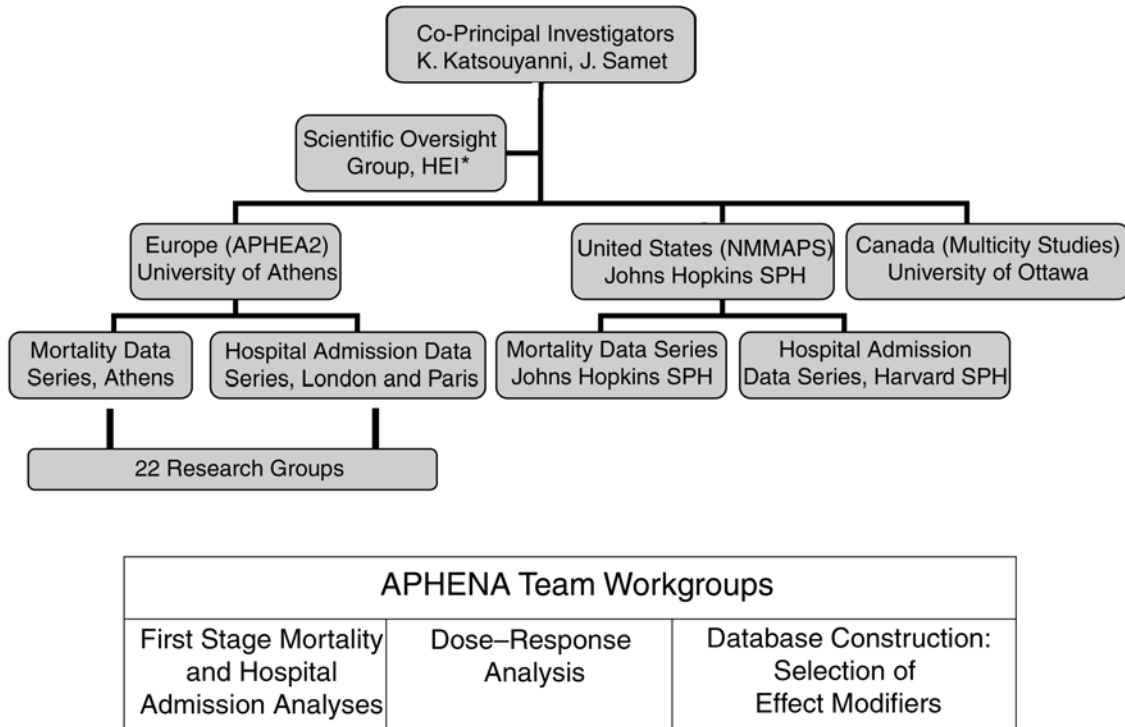 Co-Principal Investigators
K. Katsouyanni, J. Samet
Scientific Oversight
Group, HEI*
Europe (APHEA2)
University of Athens
United States (NMMAPS)
Johns Hopkins SPH
Canada (Multicity Studies)
University of Ottawa
Mortality Data
Series, Athens
Hospital Admission Data
Series, London and Paris
Mortality Data Series
Johns Hopkins SPH
Hospital Admission
Data Series, Harvard SPH
22 Research Groups
APHENA Team Workgroups
First Stage Mortality
and Hospital
Admission Analyses
Dose–Response
Analysis
Database Construction:
Selection of
Effect Modifiers